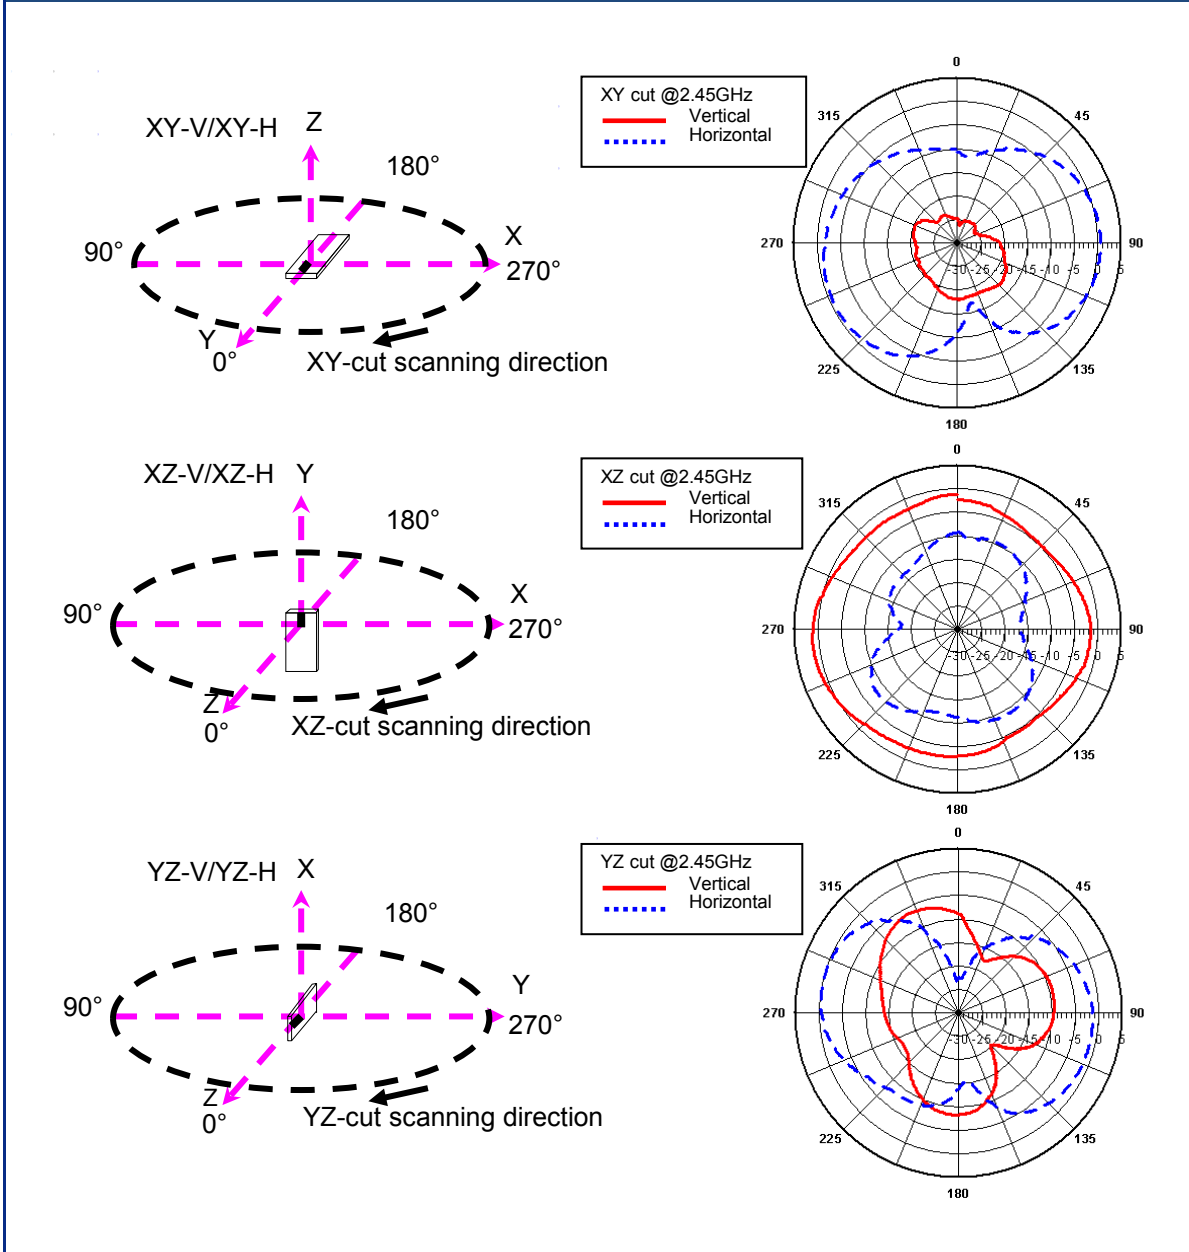 XY-V/XY-H
Z
180°
90°
X
270°
Y
0°
XY-cut scanning direction
XY cut @2.45GHz
Vertical
Horizontal
0
315
45
270
90
-30 -25 -20 -15 -10 -5 0 5
225
135
180
XZ-V/XZ-H
Y
180°
90°
X
270°
Z
0°
XZ-cut scanning direction
XZ cut @2.45GHz
Vertical
Horizontal
0
315
45
270
90
-30 -25 -20 -15 -10 -5 0 5
225
135
180
YZ-V/YZ-H
X
180°
90°
Y
270°
Z
0°
YZ-cut scanning direction
YZ cut @2.45GHz
Vertical
Horizontal
0
315
45
270
90
-30 -25 -20 -15 -10 -5 0 5
225
135
180